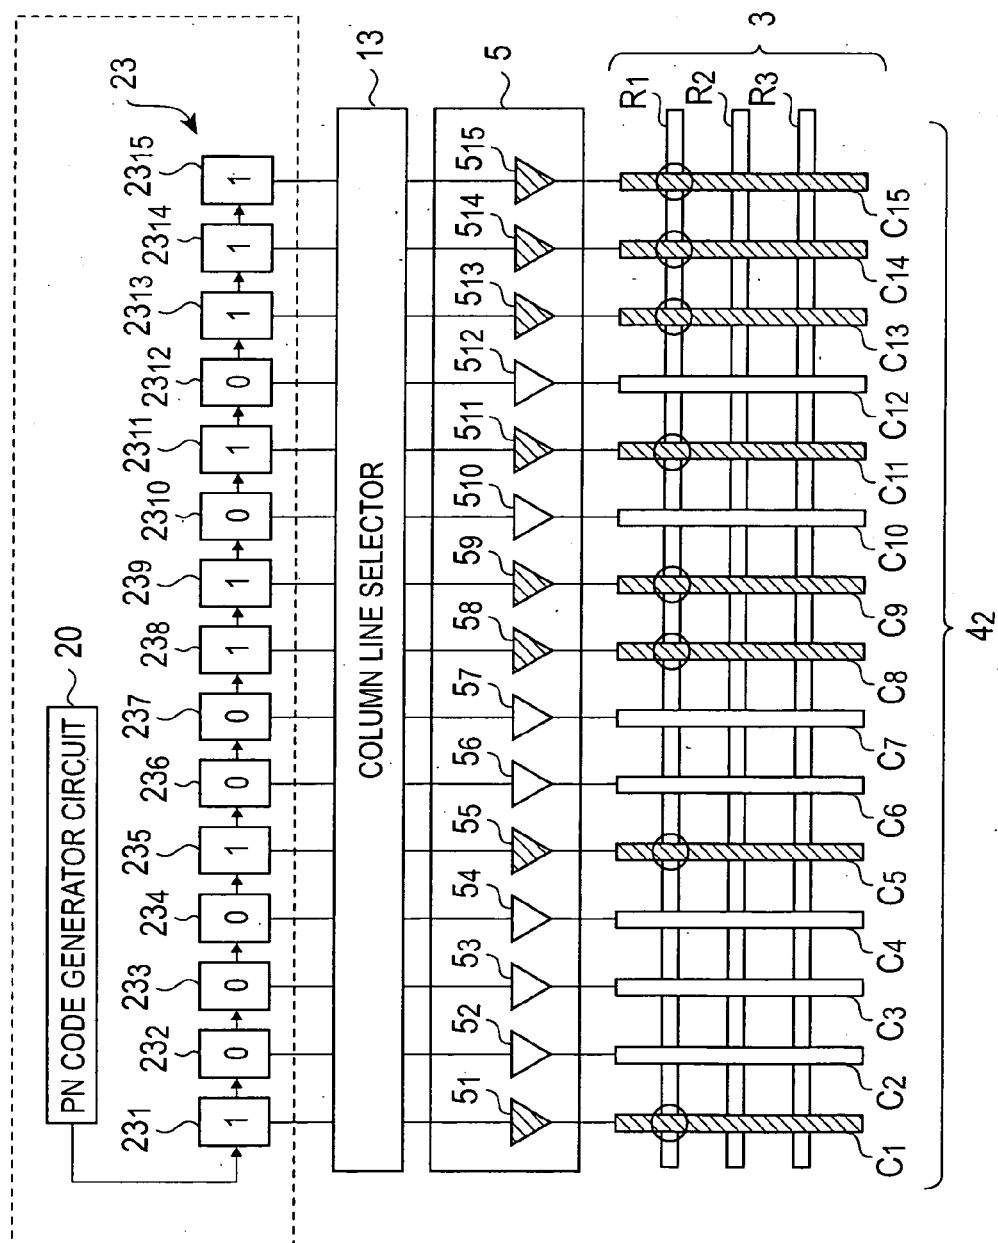 PN CODE GENERATOR CIRCUIT 20
23
231 232 233 234 235 236 237 238 239 2310 2311 2312 2313 2314 2315
1 0 0 0 1 0 0 1 1 0 1 0 1 1 1
COLUMN LINE SELECTOR 13
5
51 52 53 54 55 56 57 58 59 510 511 512 513 514 515
R1
R2
R3
3
C1 C2 C3 C4 C5 C6 C7 C8 C9 C10 C11 C12 C13 C14 C15
42